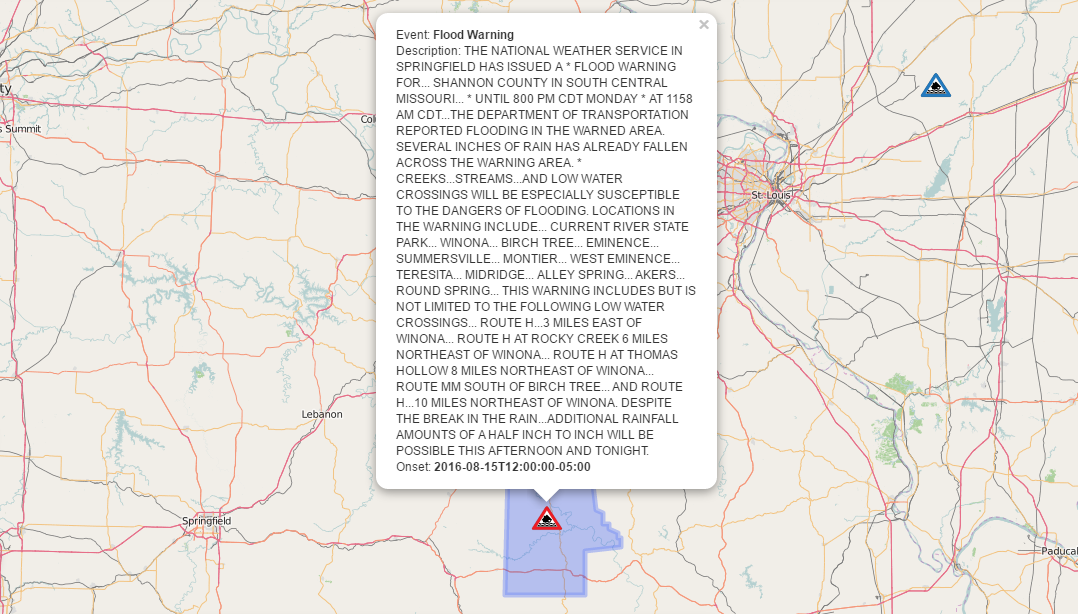 ×
Event: Flood Warning
Description: THE NATIONAL WEATHER SERVICE IN
SPRINGFIELD HAS ISSUED A * FLOOD WARNING
FOR... SHANNON COUNTY IN SOUTH CENTRAL
MISSOURI... * UNTIL 800 PM CDT MONDAY * AT 1158
AM CDT...THE DEPARTMENT OF TRANSPORTATION
REPORTED FLOODING IN THE WARNED AREA.
SEVERAL INCHES OF RAIN HAS ALREADY FALLEN
ACROSS THE WARNING AREA. *
CREEKS...STREAMS...AND LOW WATER
CROSSINGS WILL BE ESPECIALLY SUSCEPTIBLE
TO THE DANGERS OF FLOODING. LOCATIONS IN
THE WARNING INCLUDE... CURRENT RIVER STATE
PARK... WINONA... BIRCH TREE... EMINENCE...
SUMMERSVILLE... MONTIER... WEST EMINENCE...
TERESITA... MIDRIDGE... ALLEY SPRING... AKERS...
ROUND SPRING... THIS WARNING INCLUDES BUT IS
NOT LIMITED TO THE FOLLOWING LOW WATER
CROSSINGS... ROUTE H...3 MILES EAST OF
WINONA... ROUTE H AT ROCKY CREEK 6 MILES
NORTHEAST OF WINONA... ROUTE H AT THOMAS
HOLLOW 8 MILES NORTHEAST OF WINONA...
ROUTE MM SOUTH OF BIRCH TREE... AND ROUTE
H...10 MILES NORTHEAST OF WINONA. DESPITE
THE BREAK IN THE RAIN...ADDITIONAL RAINFALL
AMOUNTS OF A HALF INCH TO INCH WILL BE
POSSIBLE THIS AFTERNOON AND TONIGHT.
Onset: 2016-08-15T12:00:00-05:00
ty
s Summit
Col
St. Louis
Lebanon
Springfield
Paducal